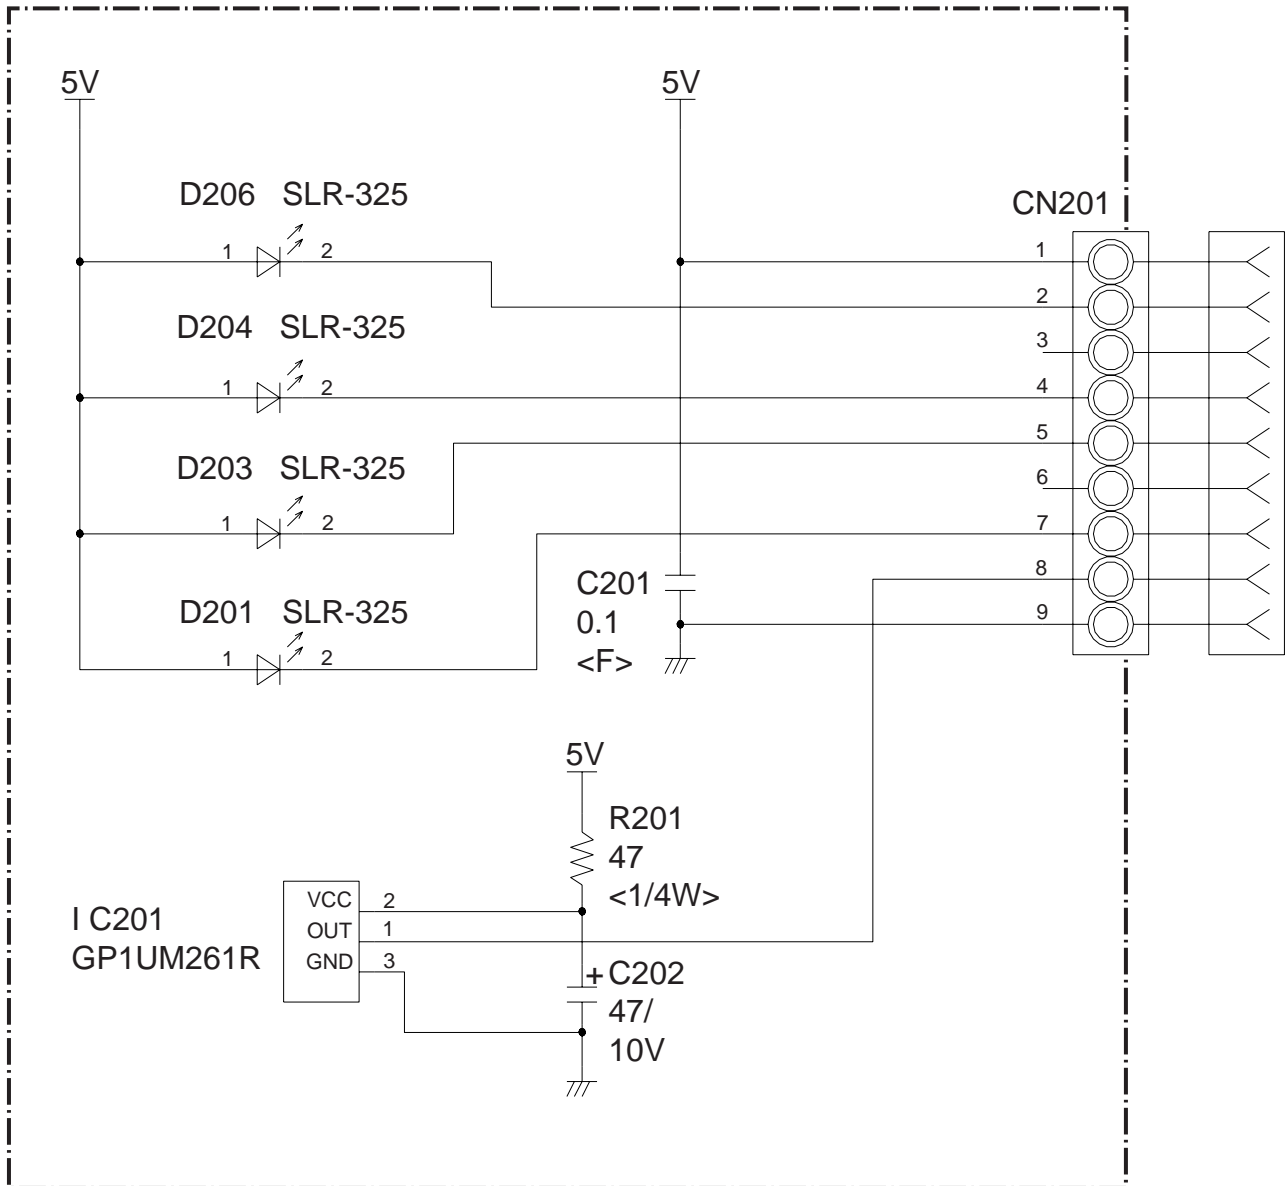 5V
5V
D206 SLR-325
CN201
1 2
1
2
D204 SLR-325
3
1 2
4
5
D203 SLR-325
6
1 2
7
8
C201
0.1
<F>
D201 SLR-325
9
1 2
5V
R201
47
<1/4W>
I C201
GP1UM261R
VCC 2
OUT 1
GND 3
+ C202
47/
10V